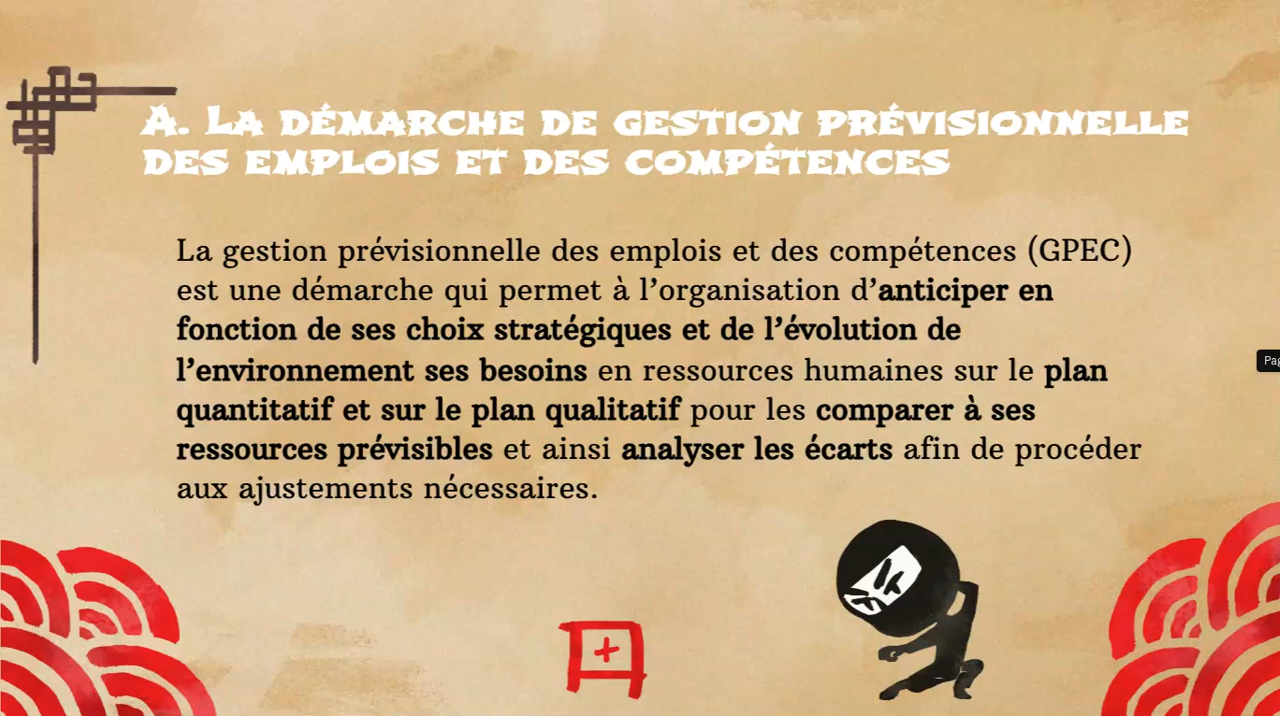 A. La démarche de gestion prévisionnelle
des emplois et des compétences
La gestion prévisionnelle des emplois et des compétences (GPEC)
est une démarche qui permet à l’organisation d’anticiper en
fonction de ses choix stratégiques et de l’évolution de
l’environnement ses besoins en ressources humaines sur le plan
quantitatif et sur le plan qualitatif pour les comparer à ses
ressources prévisibles et ainsi analyser les écarts afin de procéder
aux ajustements nécessaires.